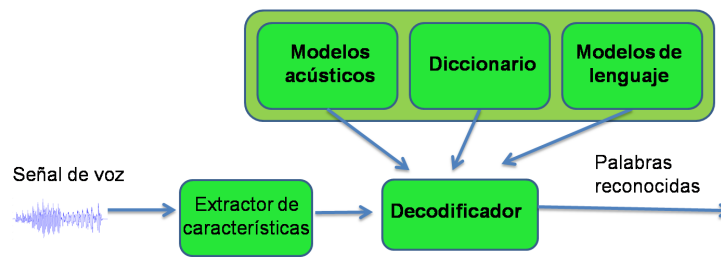 Modelos
acústicos
Diccionario
Modelos de
lenguaje
Señal de voz
Extractor de
características
Decodificador
Palabras
reconocidas